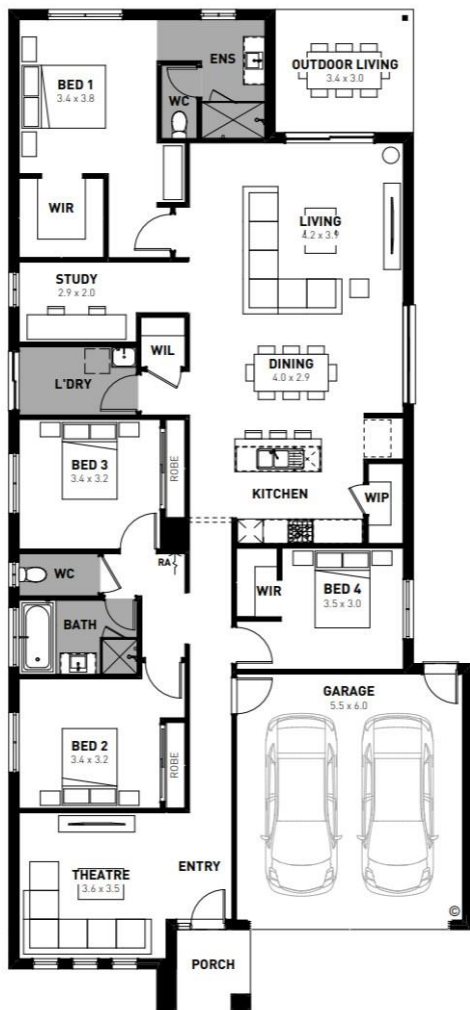 BED 1
3.4 x 3.8
ENS
WC
OUTDOOR LIVING
3.4 x 3.0
WIR
LIVING
4.2 x 3.9
STUDY
2.9 x 2.0
WIL
L'DRY
DINING
4.0 x 2.9
BED 3
3.4 x 3.2
ROBE
KITCHEN
WIP
WC
RA
WIR
BED 4
3.5 x 3.0
BATH
GARAGE
5.5 x 6.0
BED 2
3.4 x 3.2
ROBE
THEATRE
3.6 x 3.5
ENTRY
©
PORCH